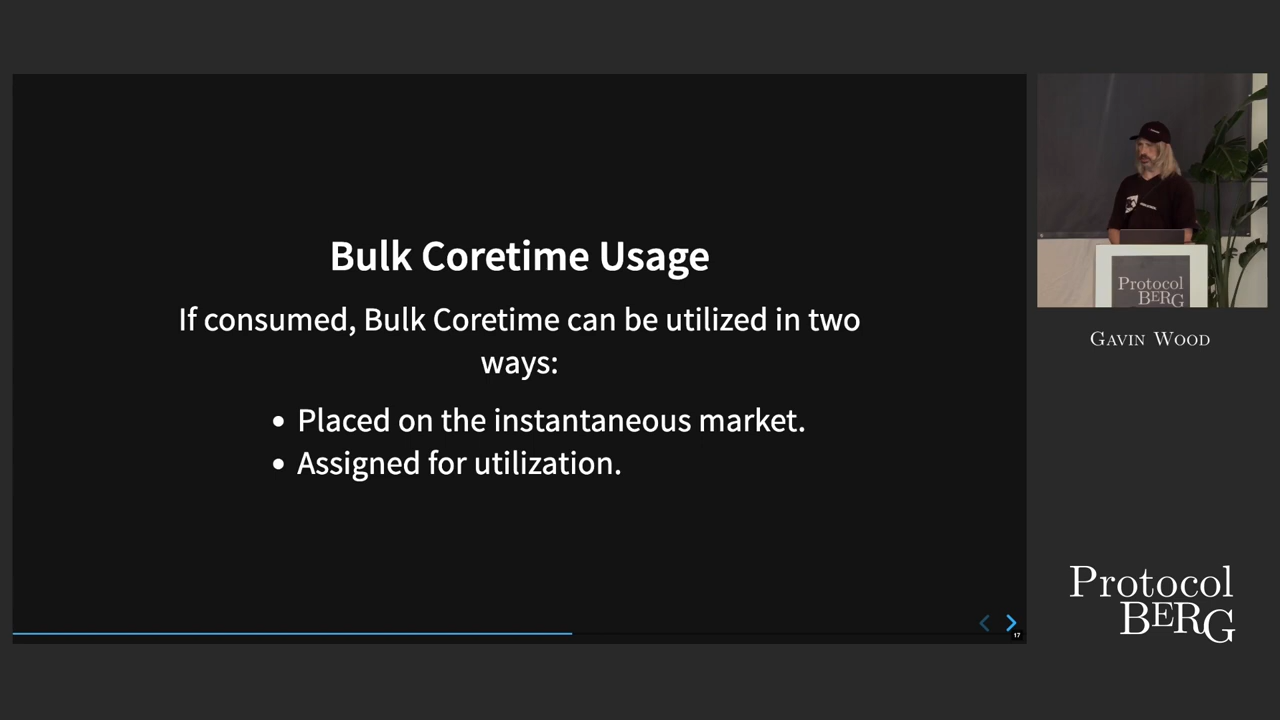 Bulk Coretime Usage
If consumed, Bulk Coretime can be utilized in two
ways:
• Placed on the instantaneous market.
• Assigned for utilization.
17
Protocol
BERG
Gavin Wood
Protocol
BERG